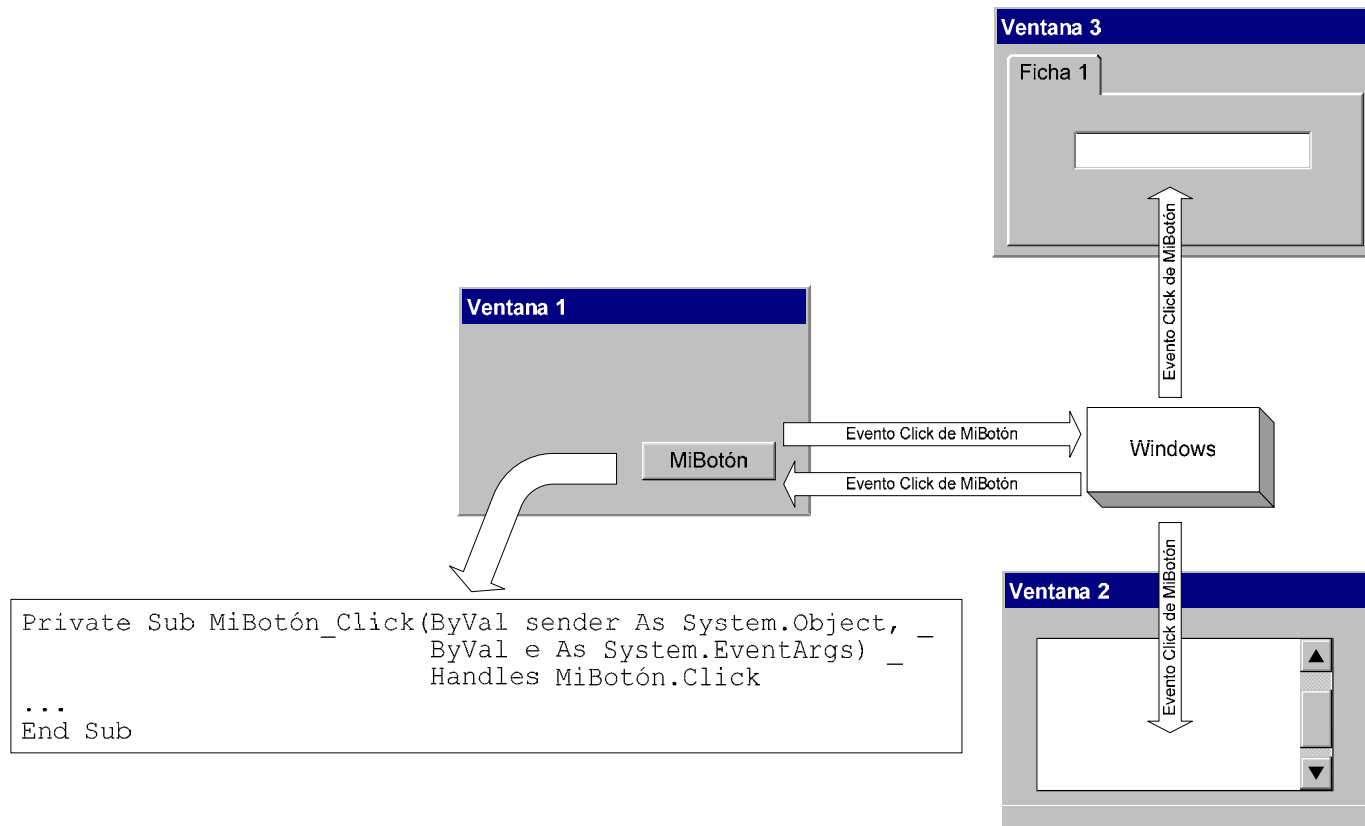 Ventana 3
Ficha 1
Evento Click de MiBotón
Ventana 1
MiBotón
Evento Click de MiBotón
Evento Click de MiBotón
Windows
Evento Click de MiBotón
Ventana 2
Private Sub MiBotón_Click(ByVal sender As System.Object, _
ByVal e As System.EventArgs) _
Handles MiBotón.Click
...
End Sub